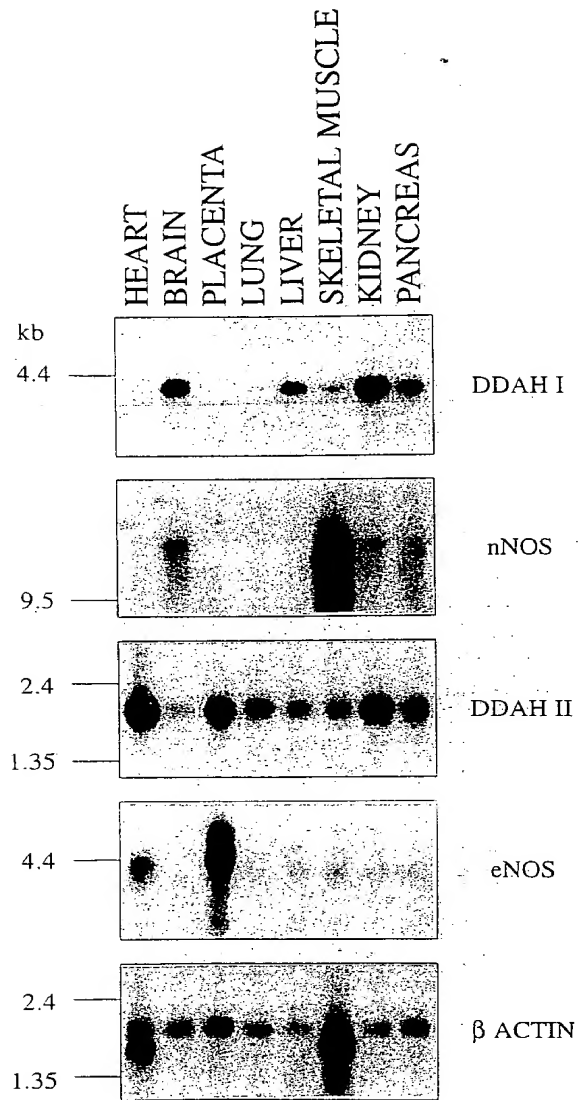 HEART
BRAIN
PLACENTA
LUNG
LIVER
SKELETAL MUSCLE
KIDNEY
PANCREAS
kb
4.4
DDAH I
nNOS
9.5
2.4
DDAH II
1.35
4.4
eNOS
2.4
β ACTIN
1.35